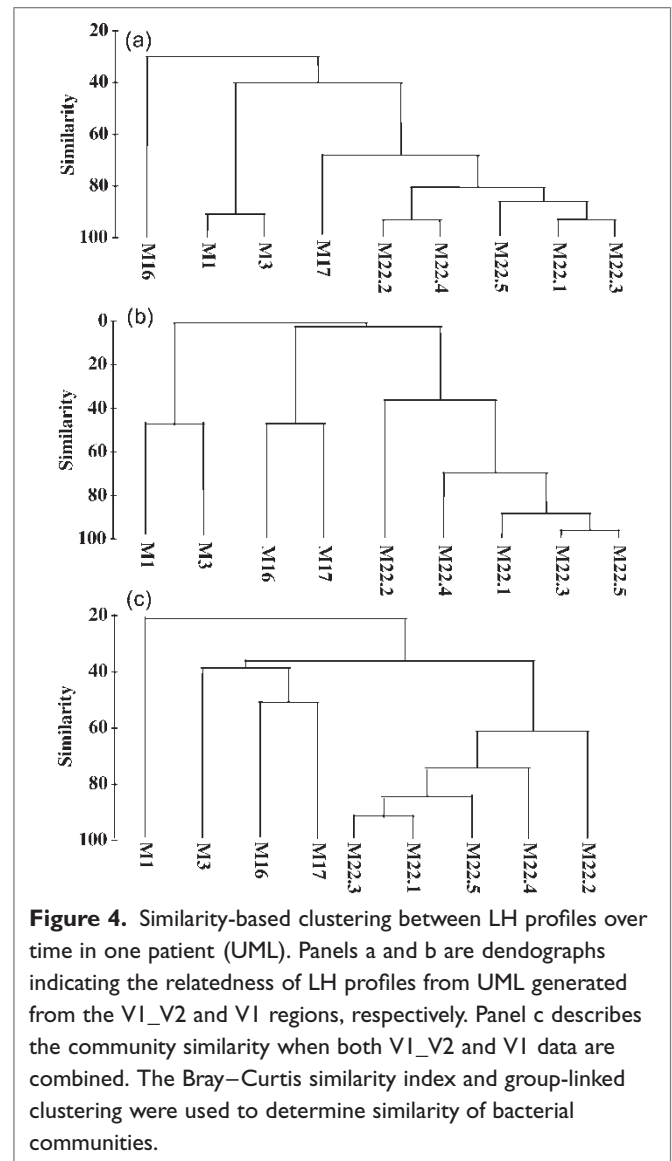 (a)
20
40
60
80
100
Similarity
M16
M1
M3
M17
M22.2
M22.4
M22.5
M22.1
M22.3
(b)
0
20
40
60
80
100
Similarity
M1
M3
M16
M17
M22.2
M22.4
M22.1
M22.3
M22.5
(c)
20
40
60
80
100
Similarity
M1
M3
M16
M17
M22.3
M22.1
M22.5
M22.4
M22.2
Figure 4. Similarity-based clustering between LH profiles over
time in one patient (UML). Panels a and b are dendographs
indicating the relatedness of LH profiles from UML generated
from the V1_V2 and V1 regions, respectively. Panel c describes
the community similarity when both V1_V2 and V1 data are
combined. The Bray–Curtis similarity index and group-linked
clustering were used to determine similarity of bacterial
communities.